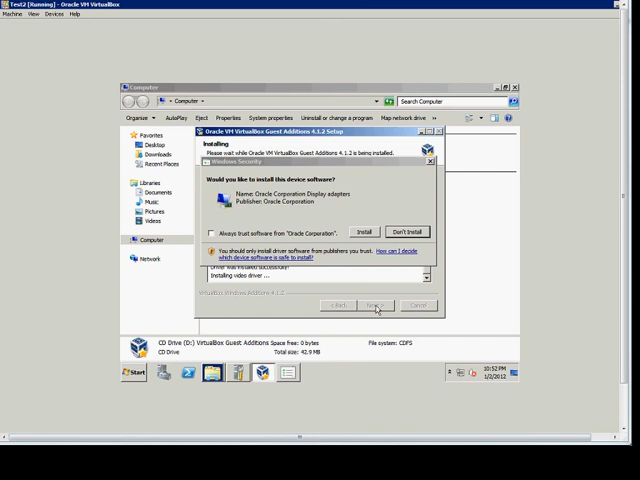 Test2 [Running] - Oracle VM VirtualBox
Machine View Devices Help
Computer
Computer
Search Computer
Organize AutoPlay Eject Properties System properties Uninstall or change a program Map network drive »
Favorites
Desktop
Downloads
Recent Places
Libraries
Documents
Music
Pictures
Videos
Computer
Network
Oracle VM VirtualBox Guest Additions 4.1.2 Setup
Installing
Please wait while Oracle VM VirtualBox Guest Additions 4.1.2 is being installed.
Windows Security
Would you like to install this device software?
Name: Oracle Corporation Display adapters
Publisher: Oracle Corporation
Always trust software from "Oracle Corporation".
Install
Don't Install
You should only install driver software from publishers you trust. How can I decide
which device software is safe to install?
Driver was installed successfully!
Installing video driver ...
VirtualBox Windows Additions 4.1.2
< Back Next > Cancel
CD Drive (D:) VirtualBox Guest Additions Space free: 0 bytes File system: CDFS
CD Drive Total size: 42.9 MB
Start
10:52 PM
1/2/2012